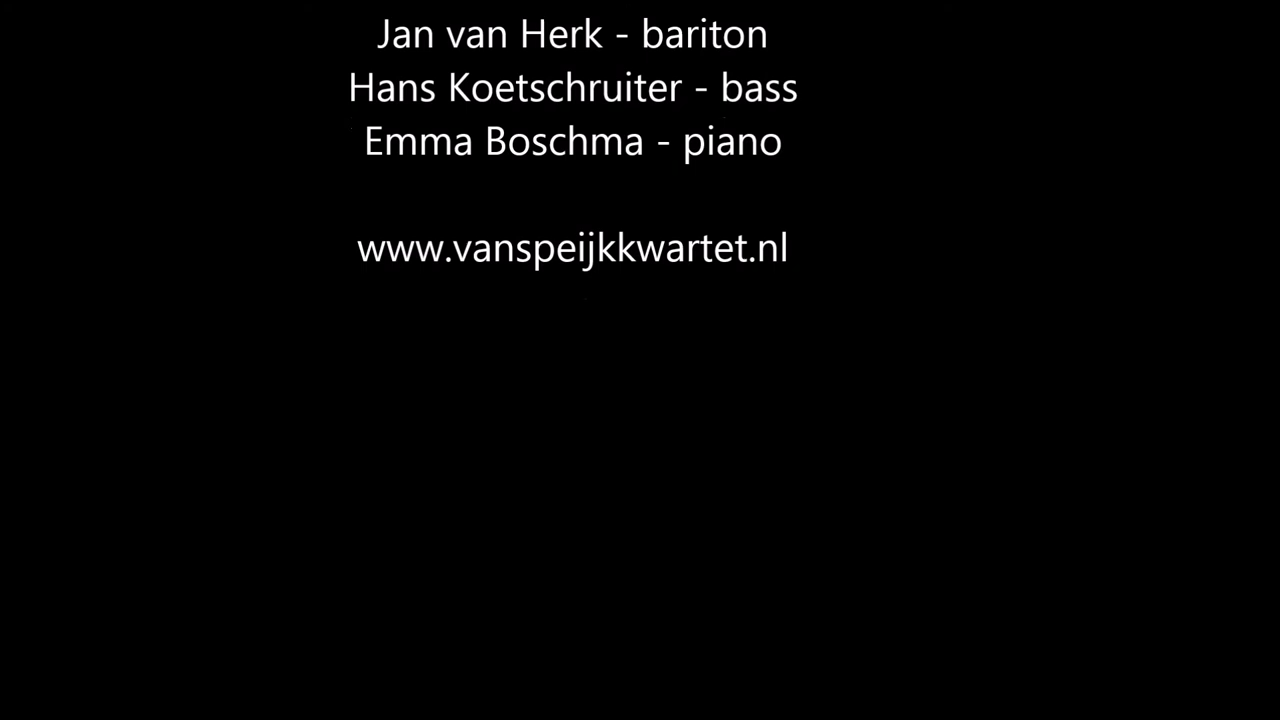 Jan van Herk - bariton
Hans Koetschruiter - bass
Emma Boschma - piano
www.vanspeijkkwartet.nl